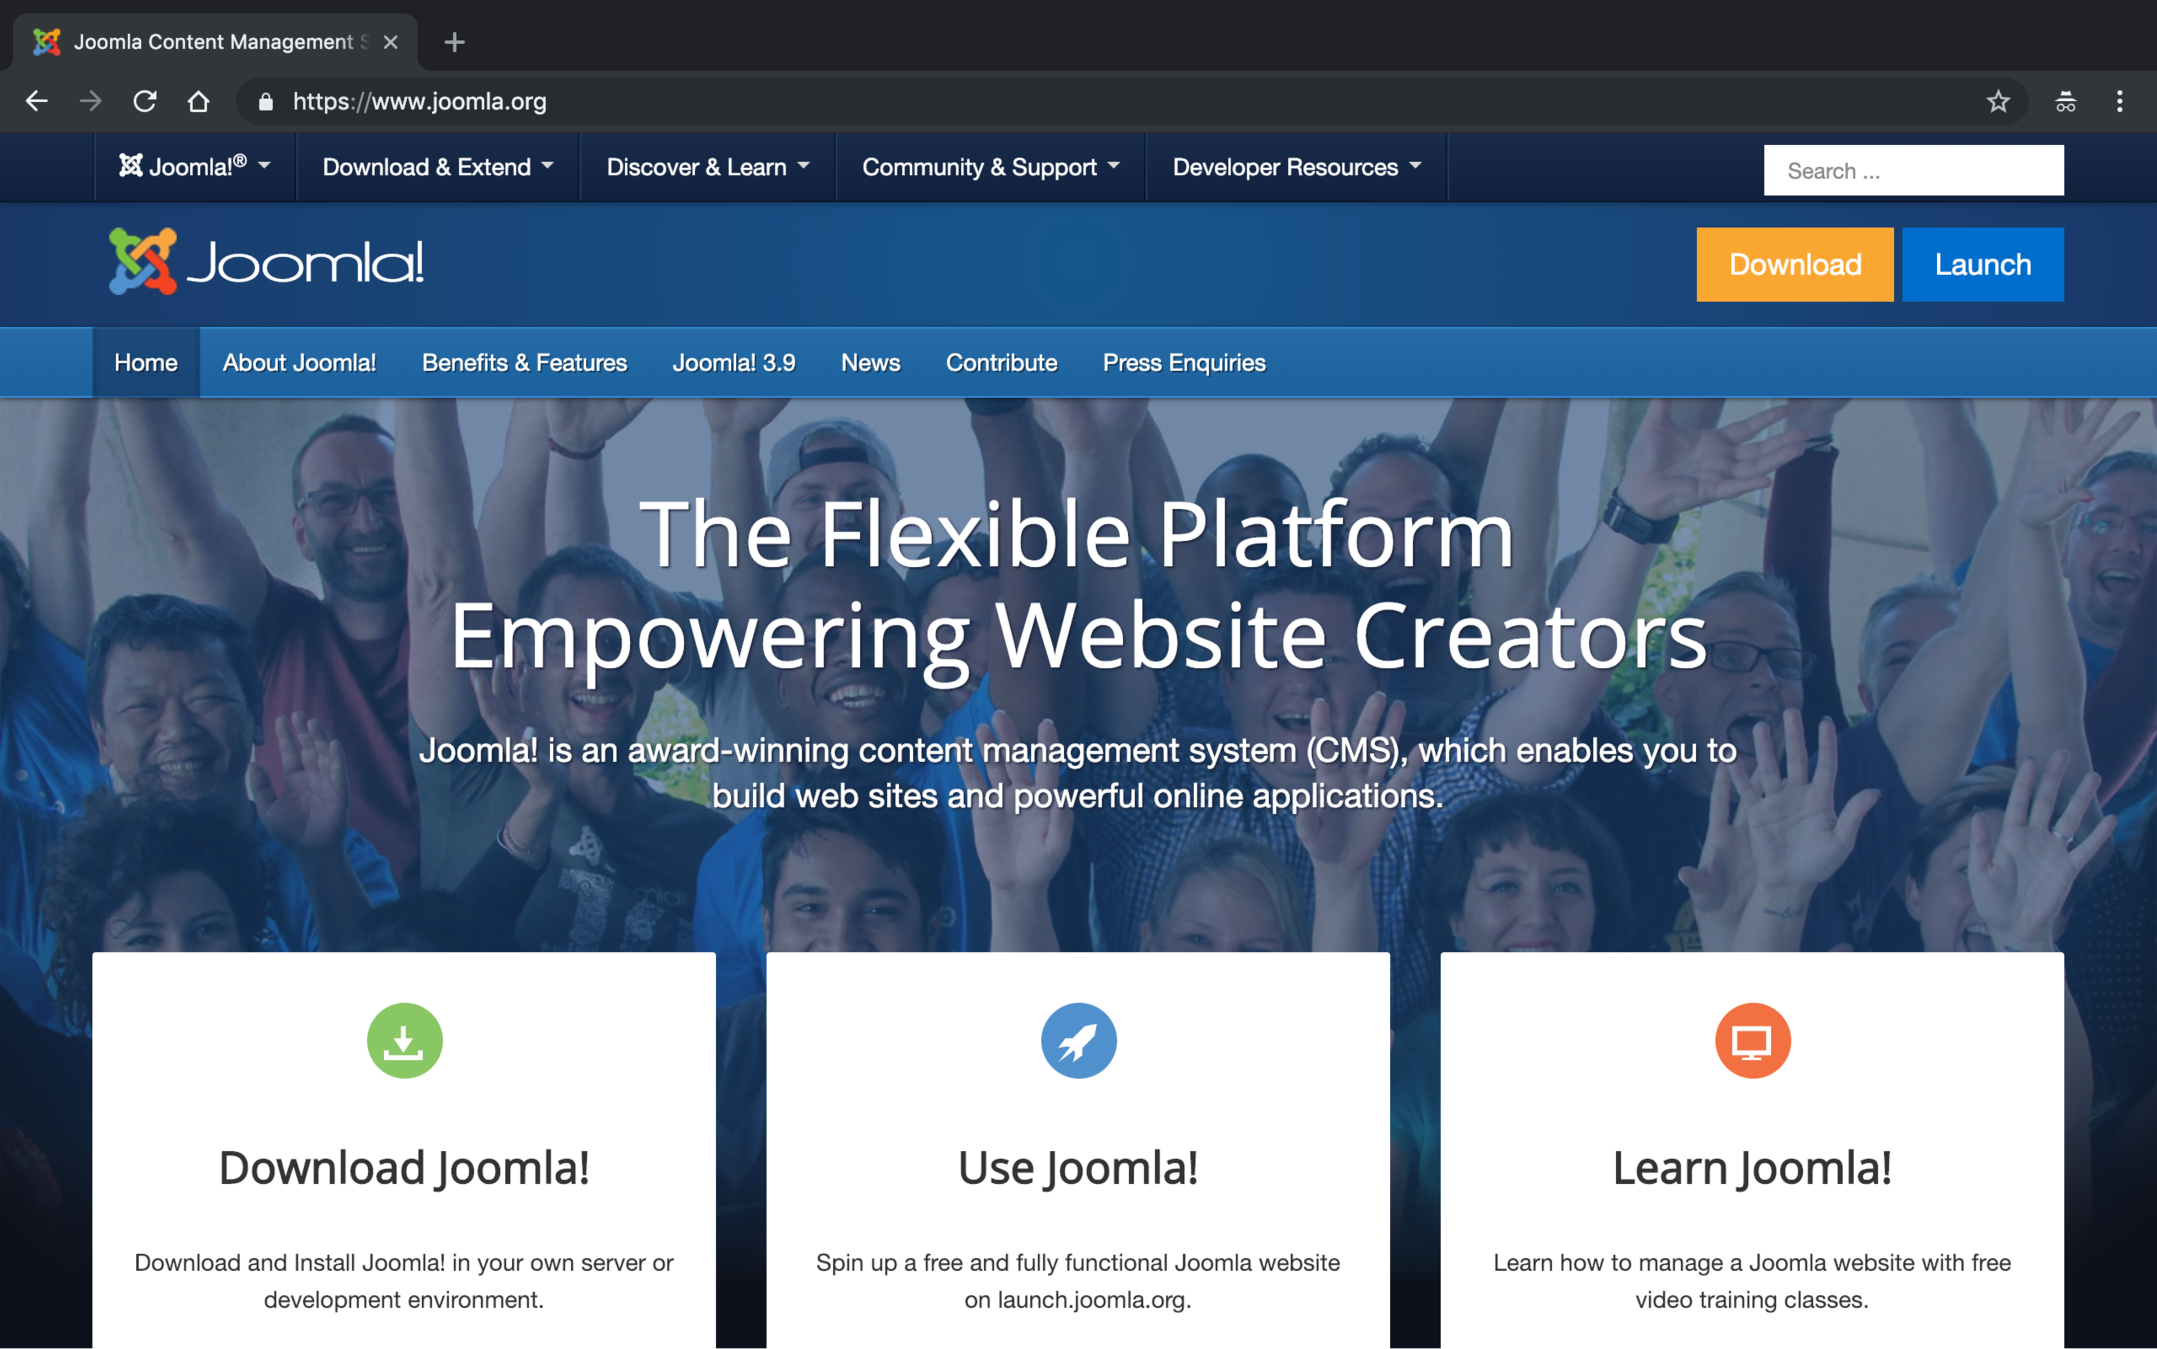 Joomla Content Management S
https://www.joomla.org
Joomla!® Download & Extend Discover & Learn Community & Support Developer Resources Search ...
Joomla! Download Launch
Home About Joomla! Benefits & Features Joomla! 3.9 News Contribute Press Enquiries
The Flexible Platform
Empowering Website Creators
Joomla! is an award-winning content management system (CMS), which enables you to
build web sites and powerful online applications.
Download Joomla!
Download and Install Joomla! in your own server or
development environment.
Use Joomla!
Spin up a free and fully functional Joomla website
on launch.joomla.org.
Learn Joomla!
Learn how to manage a Joomla website with free
video training classes.